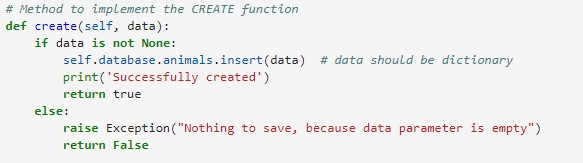 # Method to implement the CREATE function
def create(self, data):
    if data is not None:
        self.database.animals.insert(data)  # data should be dictionary
        print('Successfully created')
        return true
    else:
        raise Exception("Nothing to save, because data parameter is empty")
        return False